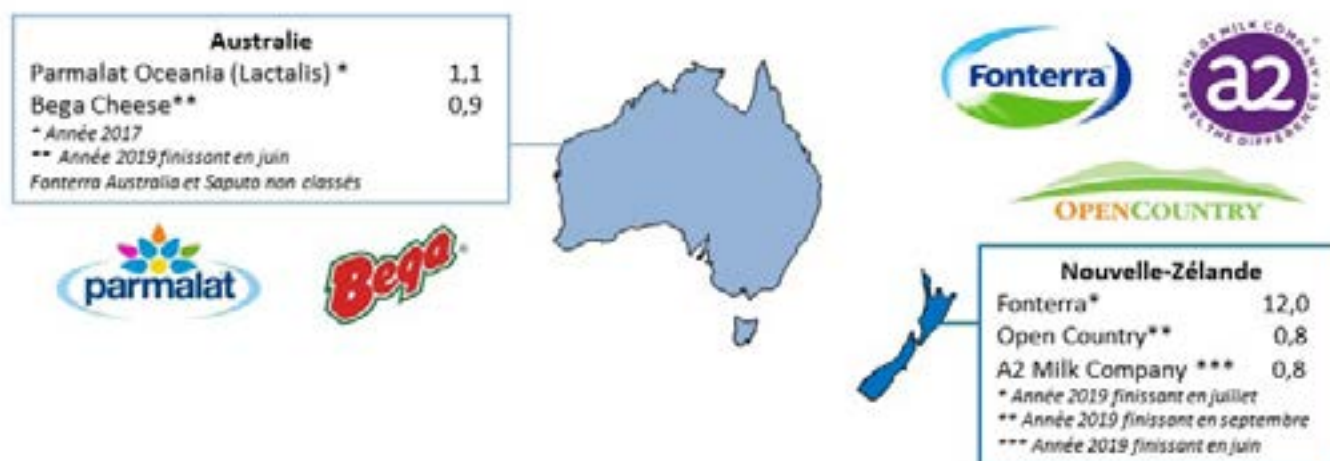 Australie
Parmalat Oceania (Lactalis) * 1,1
Bega Cheese** 0,9
* Année 2017
** Année 2019 finissant en juin
Fonterra Australia et Saputo non classés
parmalat
Bega
Fonterra
THE A2 MILK COMPANY
a2
FEEL THE DIFFERENCE
OPENCOUNTRY
Nouvelle-Zélande
Fonterra* 12,0
Open Country** 0,8
A2 Milk Company *** 0,8
* Année 2019 finissant en juillet
** Année 2019 finissant en septembre
*** Année 2019 finissant en juin